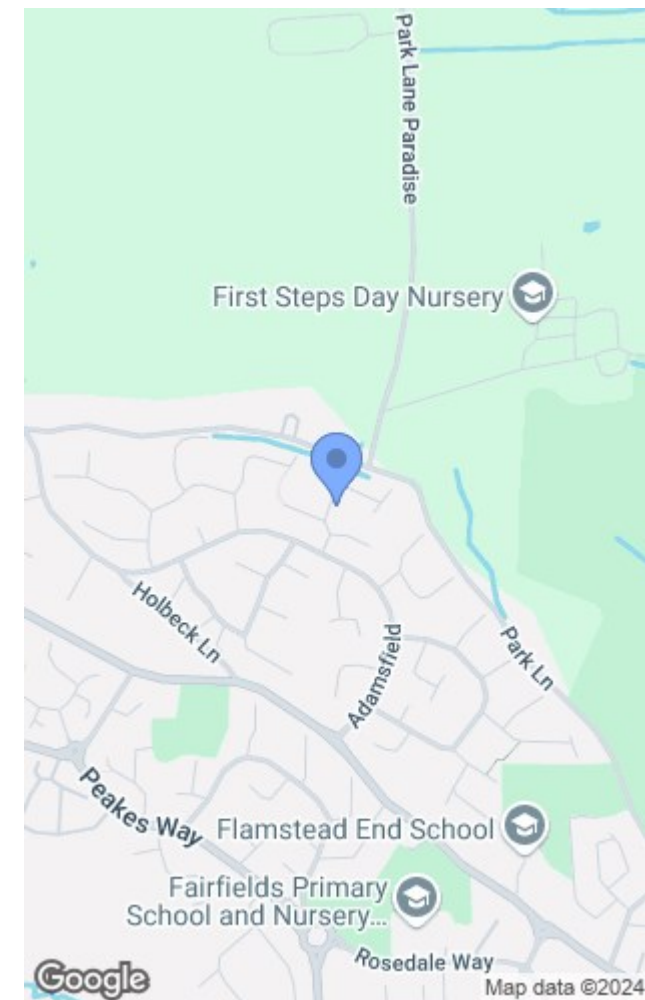 Park Lane Paradise
First Steps Day Nursery
Holbeck Ln
Adamsfield
Park Ln
Peakes Way
Flamstead End School
Fairfields Primary
School and Nursery...
Rosedale Way
Google
Map data ©2024